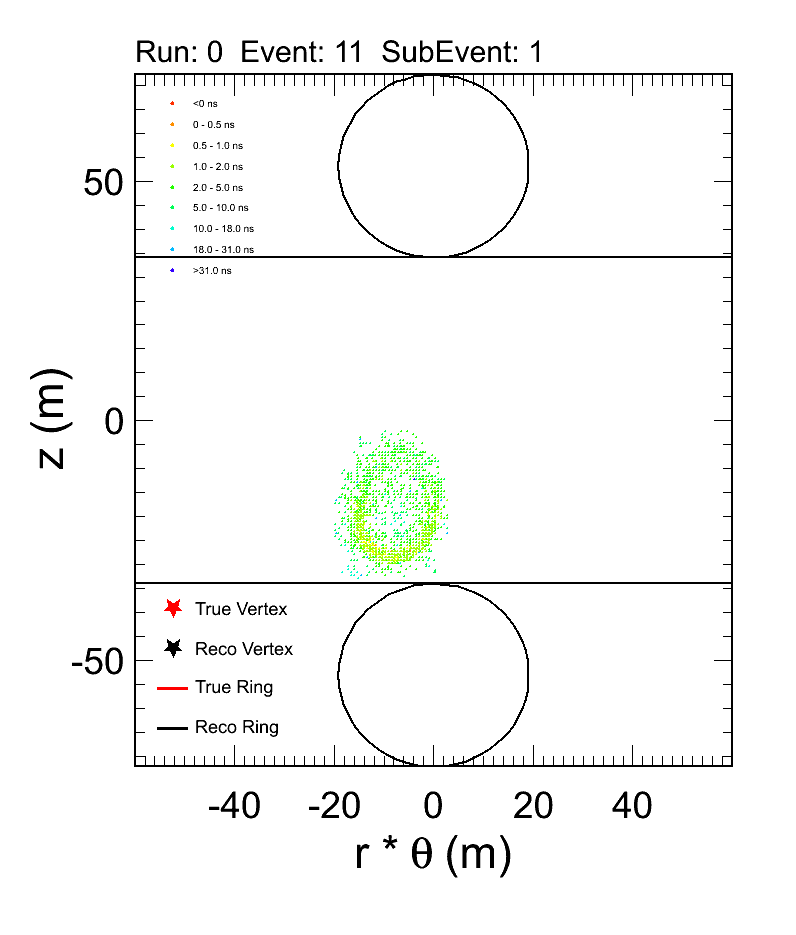 Run: 0 Event: 11 SubEvent: 1
<0 ns
0 - 0.5 ns
0.5 - 1.0 ns
1.0 - 2.0 ns
2.0 - 5.0 ns
5.0 - 10.0 ns
10.0 - 18.0 ns
18.0 - 31.0 ns
>31.0 ns
50
0
-50
z (m)
True Vertex
Reco Vertex
True Ring
Reco Ring
-40 -20 0 20 40
r * θ (m)